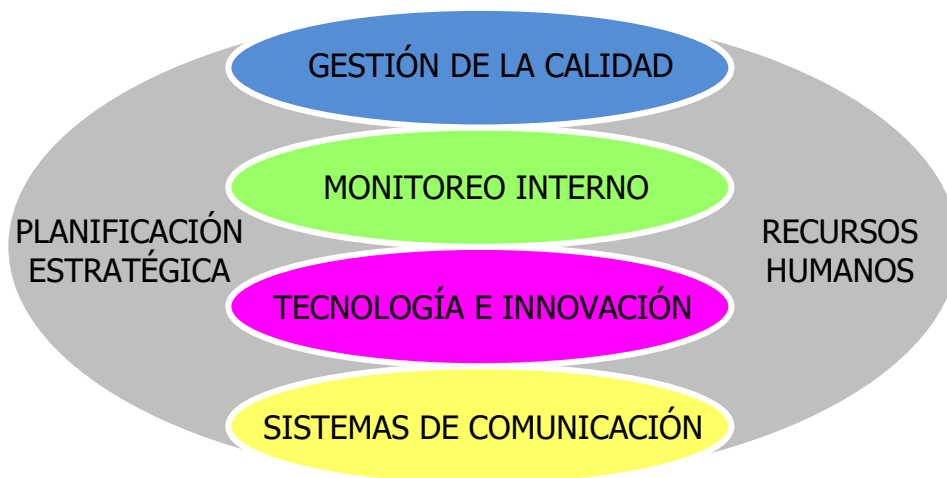 GESTIÓN DE LA CALIDAD
MONITOREO INTERNO
PLANIFICACIÓN
ESTRATÉGICA
RECURSOS
HUMANOS
TECNOLOGÍA E INNOVACIÓN
SISTEMAS DE COMUNICACIÓN